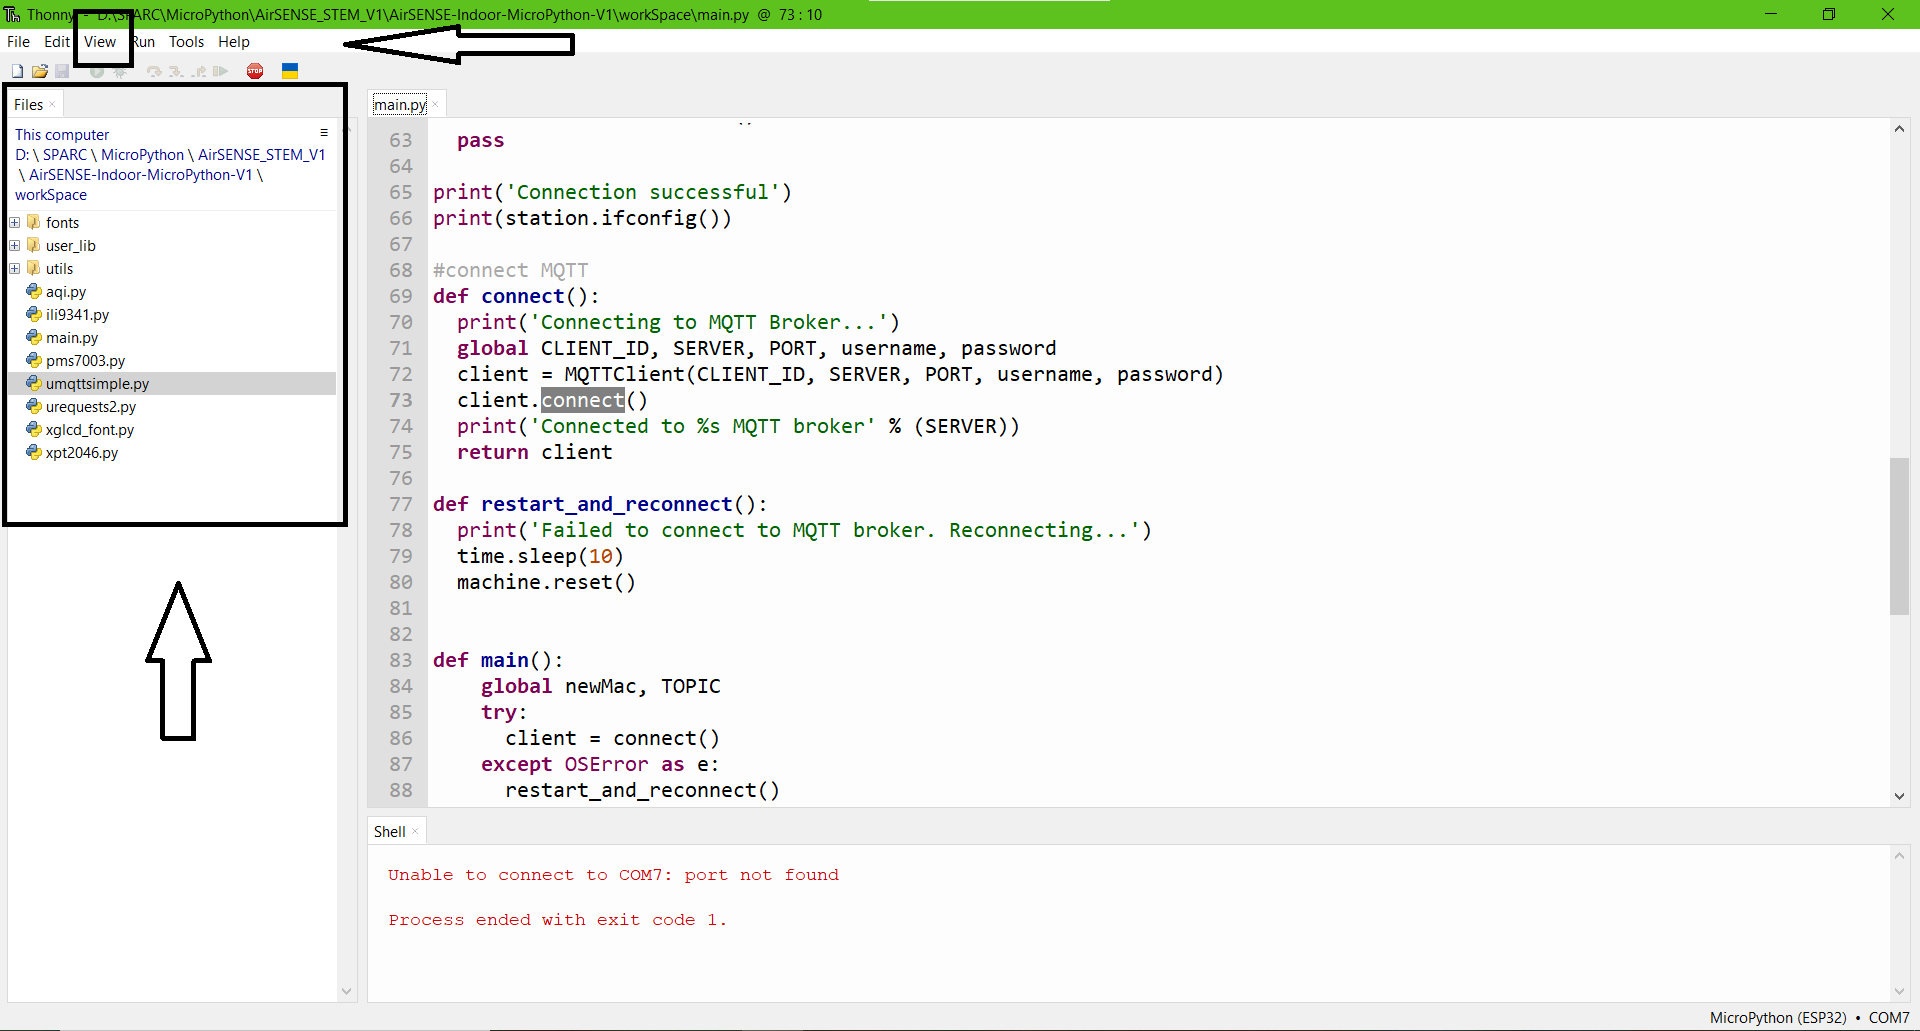 Thonny - D:\SPARC\MicroPython\AirSENSE_STEM_V1\AirSENSE-Indoor-MicroPython-V1\workSpace\main.py @ 73 : 10
File Edit View Run Tools Help
STOP
Files
This computer
D: \ SPARC \ MicroPython \ AirSENSE_STEM_V1
\ AirSENSE-Indoor-MicroPython-V1 \
workSpace
fonts
user_lib
utils
aqi.py
ili9341.py
main.py
pms7003.py
umqttsimple.py
urequests2.py
xglcd_font.py
xpt2046.py
main.py
63 pass
64
65 print('Connection successful')
66 print(station.ifconfig())
67
68 #connect MQTT
69 def connect():
70 print('Connecting to MQTT Broker...')
71 global CLIENT_ID, SERVER, PORT, username, password
72 client = MQTTClient(CLIENT_ID, SERVER, PORT, username, password)
73 client.connect()
74 print('Connected to %s MQTT broker' % (SERVER))
75 return client
76
77 def restart_and_reconnect():
78 print('Failed to connect to MQTT broker. Reconnecting...')
79 time.sleep(10)
80 machine.reset()
81
82
83 def main():
84 global newMac, TOPIC
85 try:
86 client = connect()
87 except OSError as e:
88 restart_and_reconnect()
Shell
Unable to connect to COM7: port not found
Process ended with exit code 1.
MicroPython (ESP32) • COM7